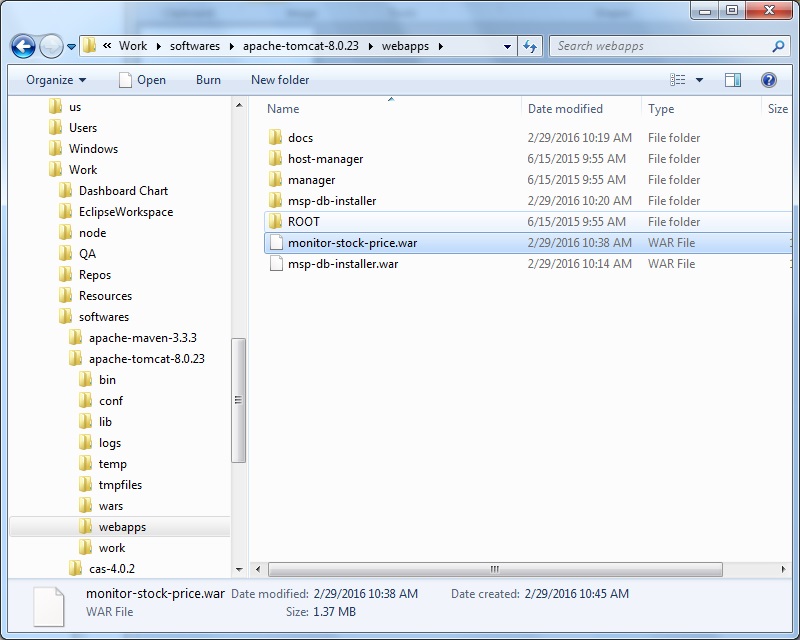 « Work softwares apache-tomcat-8.0.23 webapps Search webapps
Organize Open Burn New folder
us
Users
Windows
Work
Dashboard Chart
EclipseWorkspace
node
QA
Repos
Resources
softwares
apache-maven-3.3.3
apache-tomcat-8.0.23
bin
conf
lib
logs
temp
tmpfiles
wars
webapps
work
cas-4.0.2
Name Date modified Type Size
docs 2/29/2016 10:19 AM File folder
host-manager 6/15/2015 9:55 AM File folder
manager 6/15/2015 9:55 AM File folder
msp-db-installer 2/29/2016 10:20 AM File folder
ROOT 6/15/2015 9:55 AM File folder
monitor-stock-price.war 2/29/2016 10:38 AM WAR File
msp-db-installer.war 2/29/2016 10:14 AM WAR File
monitor-stock-price.war Date modified: 2/29/2016 10:38 AM Date created: 2/29/2016 10:45 AM
WAR File Size: 1.37 MB